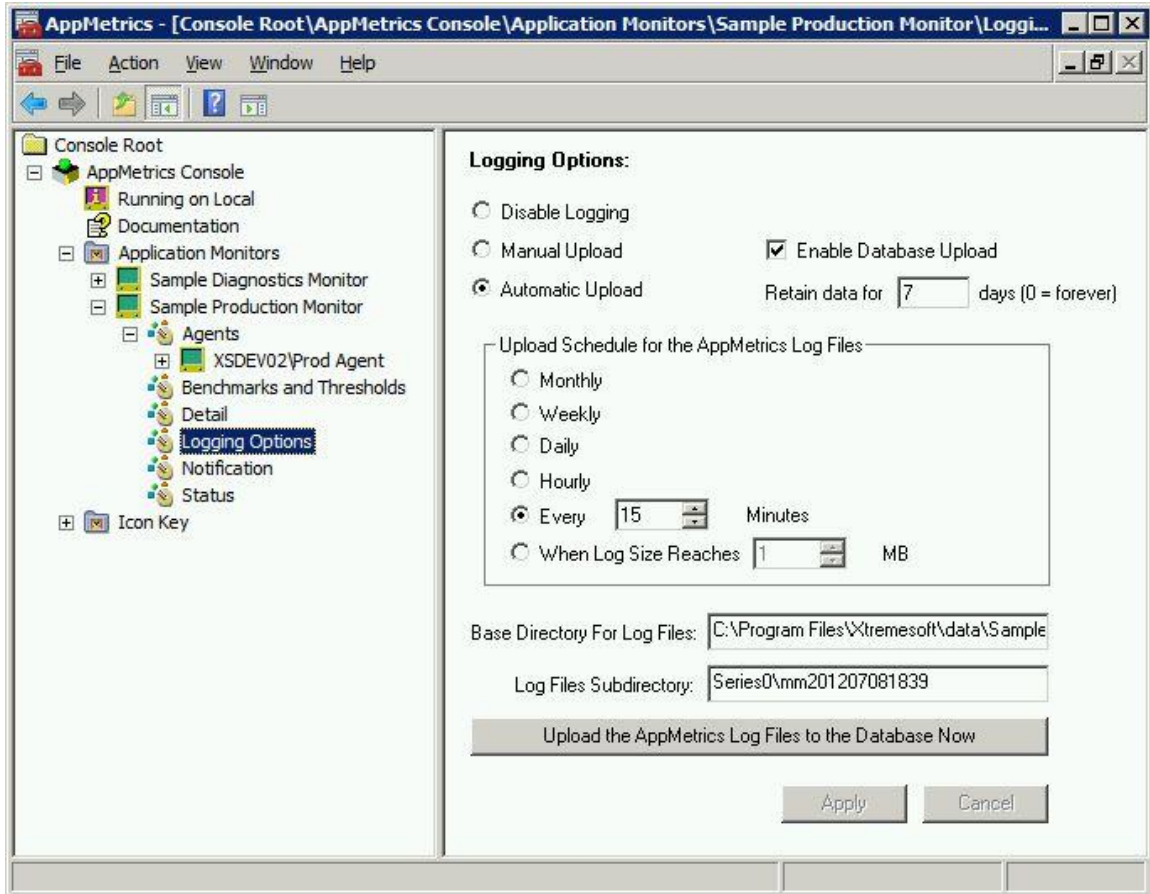 AppMetrics - [Console Root\AppMetrics Console\Application Monitors\Sample Production Monitor\Loggi...
File Action View Window Help
Console Root
AppMetrics Console
Running on Local
Documentation
Application Monitors
Sample Diagnostics Monitor
Sample Production Monitor
Agents
XSDEV02\Prod Agent
Benchmarks and Thresholds
Detail
Logging Options
Notification
Status
Icon Key
Logging Options:
Disable Logging
Manual Upload Enable Database Upload
Automatic Upload Retain data for 7 days (0 = forever)
Upload Schedule for the AppMetrics Log Files
Monthly
Weekly
Daily
Hourly
Every 15 Minutes
When Log Size Reaches 1 MB
Base Directory For Log Files: C:\Program Files\Xtremesoft\data\Sample
Log Files Subdirectory: Series0\mm201207081839
Upload the AppMetrics Log Files to the Database Now
Apply Cancel